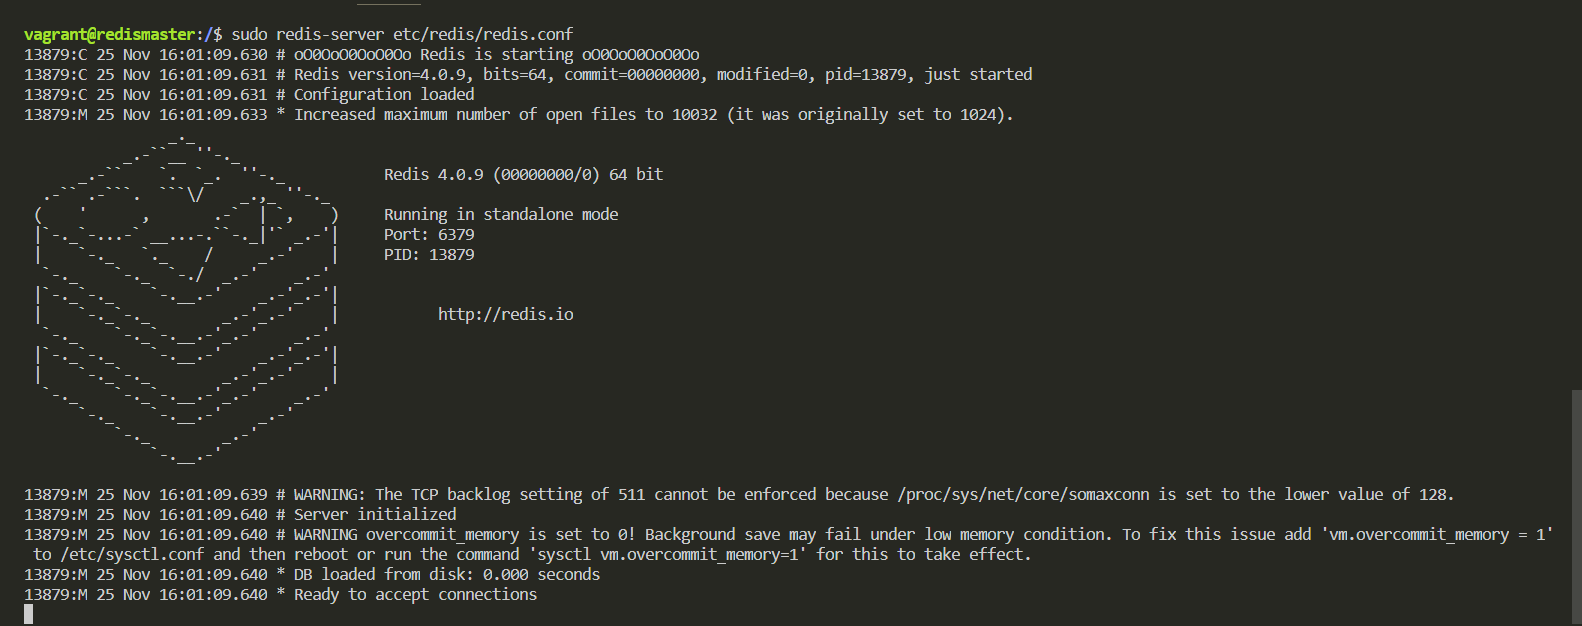 vagrant@redismaster:/$ sudo redis-server etc/redis/redis.conf
13879:C 25 Nov 16:01:09.630 # oO0OoO0OoO0Oo Redis is starting oO0OoO0OoO0Oo
13879:C 25 Nov 16:01:09.631 # Redis version=4.0.9, bits=64, commit=00000000, modified=0, pid=13879, just started
13879:C 25 Nov 16:01:09.631 # Configuration loaded
13879:M 25 Nov 16:01:09.633 * Increased maximum number of open files to 10032 (it was originally set to 1024).
Redis 4.0.9 (00000000/0) 64 bit
Running in standalone mode
Port: 6379
PID: 13879
http://redis.io
13879:M 25 Nov 16:01:09.639 # WARNING: The TCP backlog setting of 511 cannot be enforced because /proc/sys/net/core/somaxconn is set to the lower value of 128.
13879:M 25 Nov 16:01:09.640 # Server initialized
13879:M 25 Nov 16:01:09.640 # WARNING overcommit_memory is set to 0! Background save may fail under low memory condition. To fix this issue add 'vm.overcommit_memory = 1'
to /etc/sysctl.conf and then reboot or run the command 'sysctl vm.overcommit_memory=1' for this to take effect.
13879:M 25 Nov 16:01:09.640 * DB loaded from disk: 0.000 seconds
13879:M 25 Nov 16:01:09.640 * Ready to accept connections